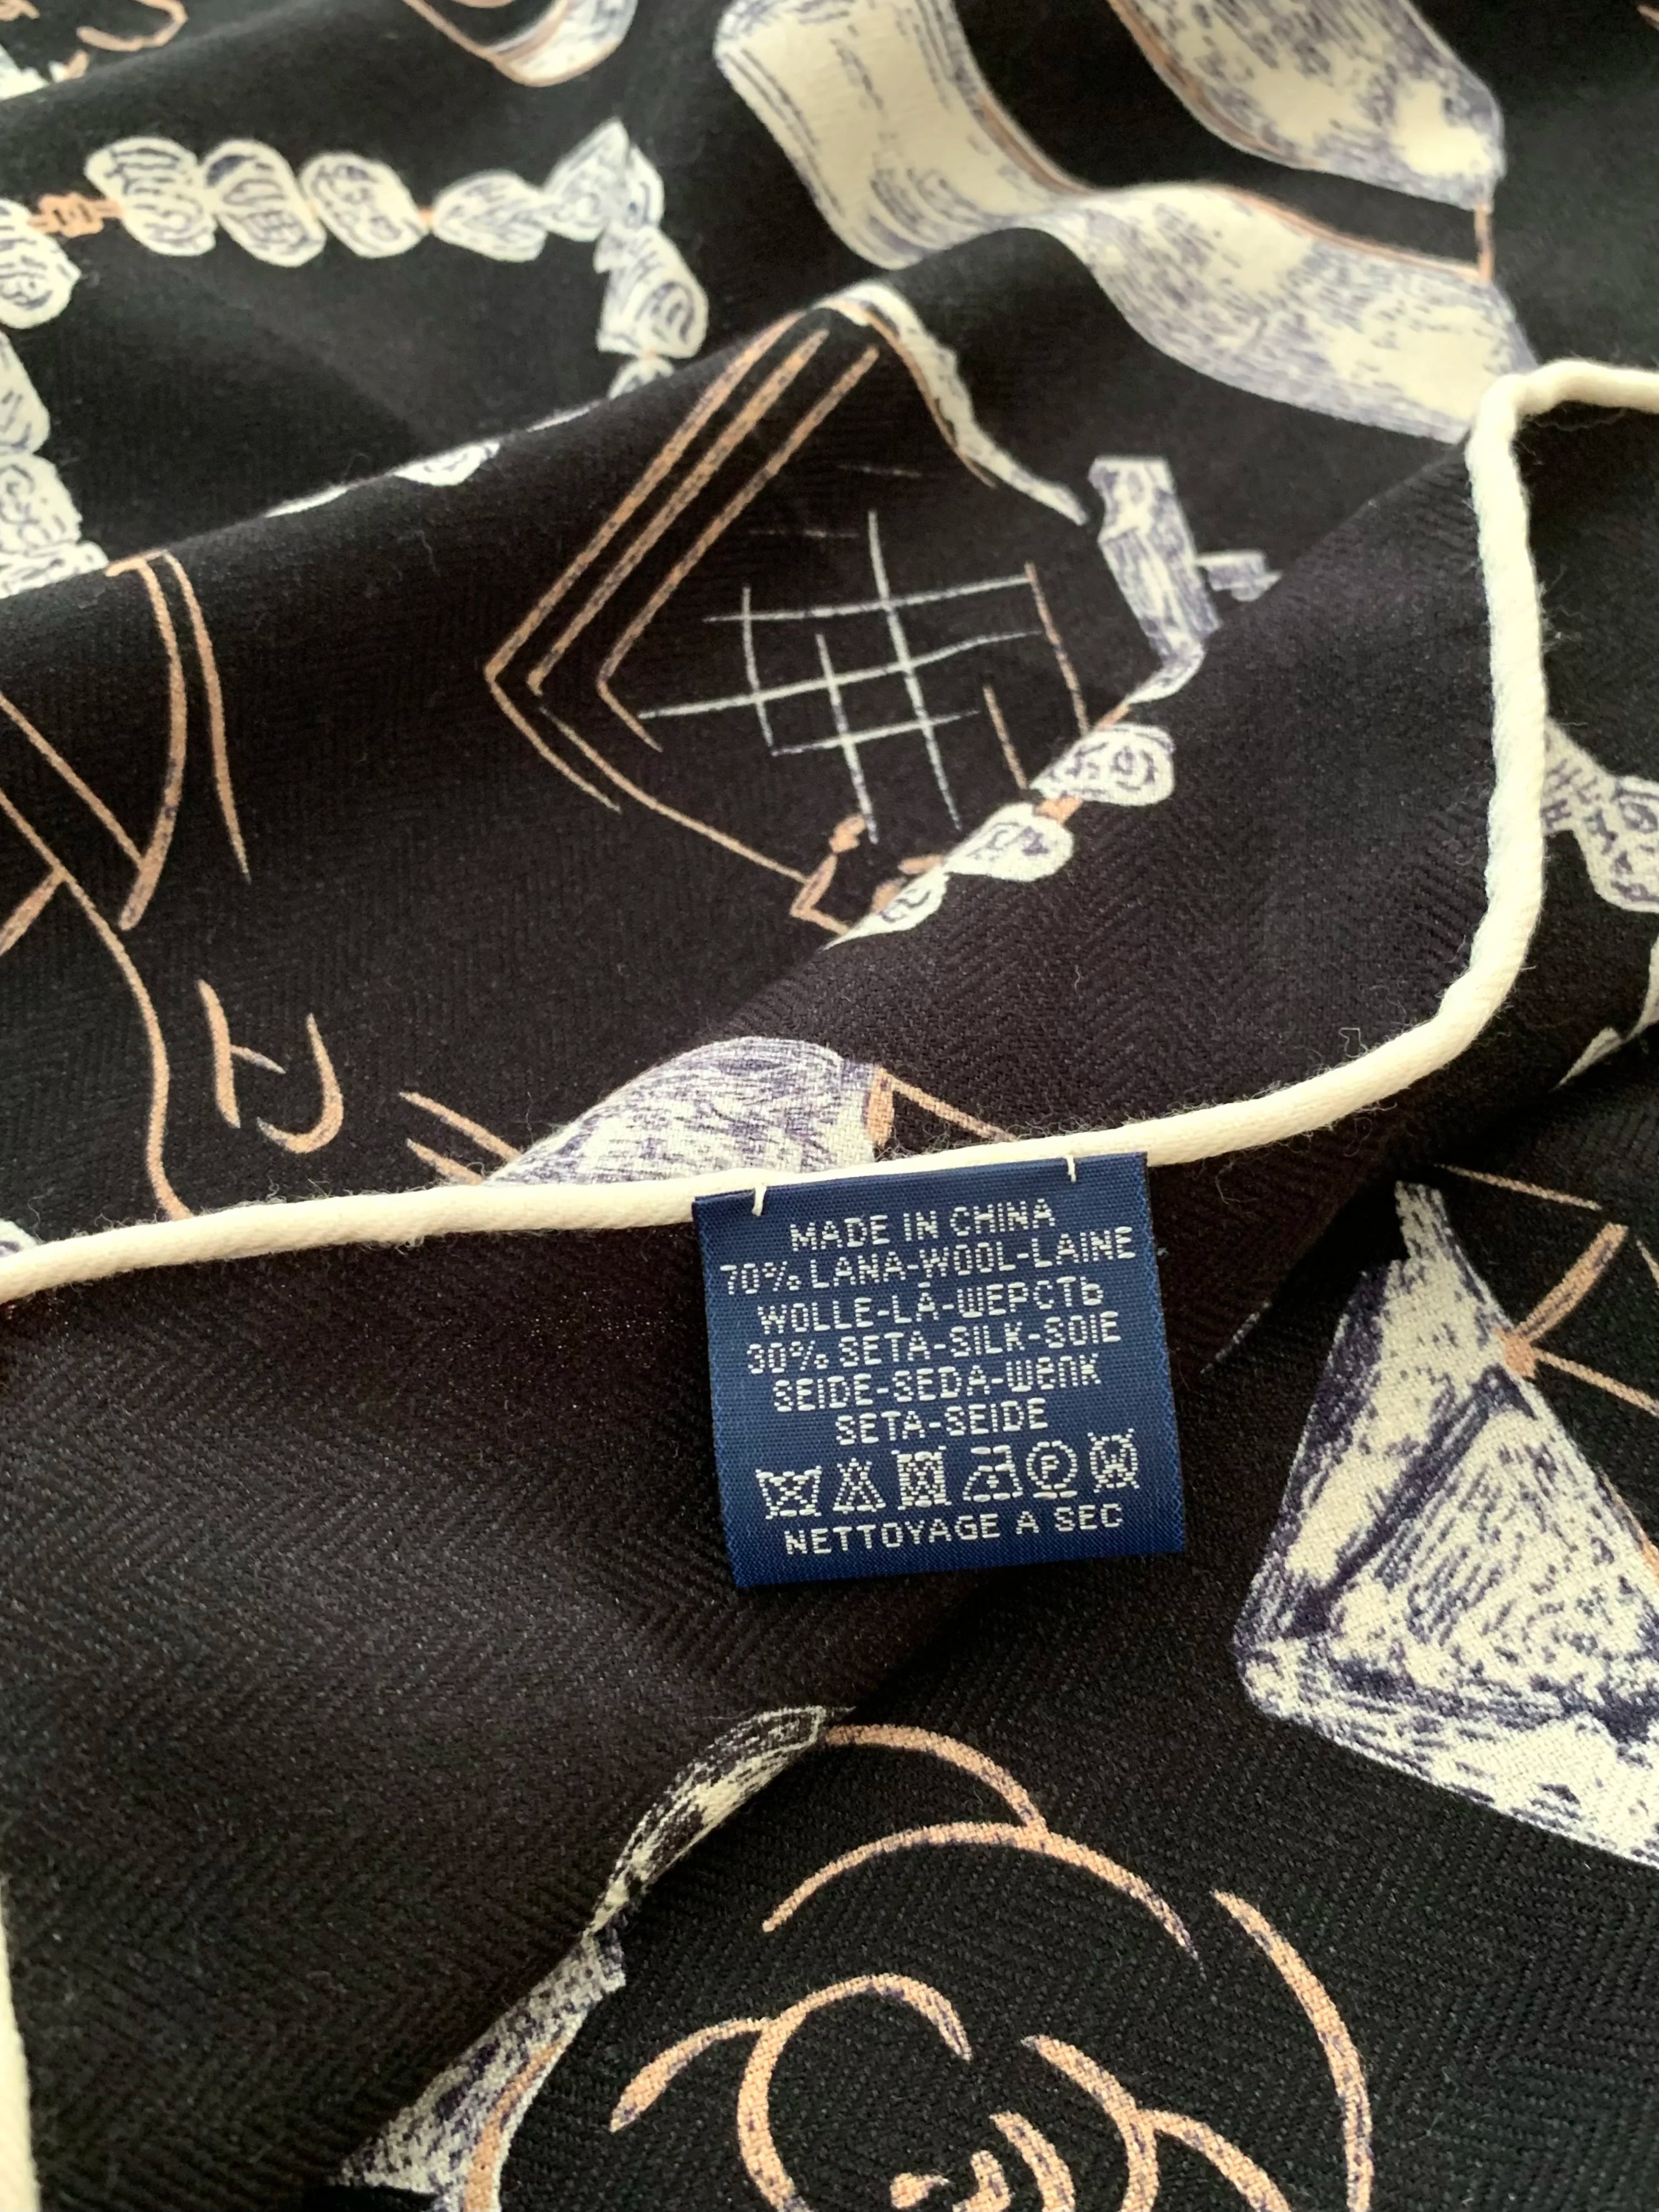 MADE IN CHINA
70% LANA-WOOL-LAINE
WOLLE-LÃ-ШЕРСТЬ
30% SETA-SILK-SOIE
SEIDE-SEDA-ШЕЛК
SETA-SEIDE
P W
NETTOYAGE A SEC